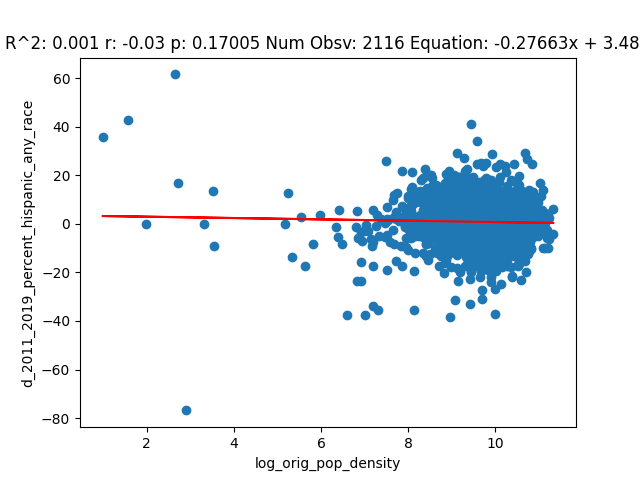 R^2: 0.001 r: -0.03 p: 0.17005 Num Obsv: 2116 Equation: -0.27663x + 3.48
d_2011_2019_percent_hispanic_any_race
60
40
20
0
−20
−40
−60
−80
2 4 6 8 10
log_orig_pop_density